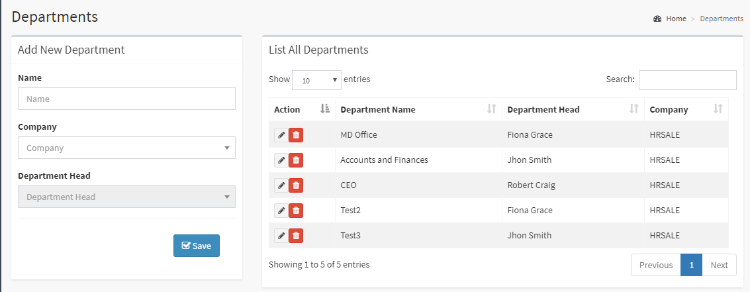 Departments
Home > Departments
Add New Department
Name
Name
Company
Company
Department Head
Department Head
Save
List All Departments
Show 10 entries
Search:
Action Department Name Department Head Company
MD Office Fiona Grace HRSALE
Accounts and Finances Jhon Smith HRSALE
CEO Robert Craig HRSALE
Test2 Fiona Grace HRSALE
Test3 Jhon Smith HRSALE
Showing 1 to 5 of 5 entries
Previous 1 Next